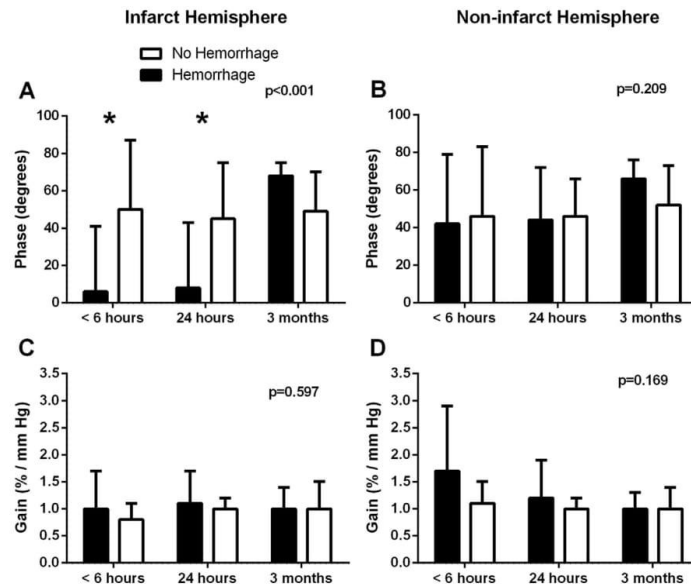 Infarct Hemisphere
Non-infarct Hemisphere
No Hemorrhage
Hemorrhage
A
p<0.001
* *
Phase (degrees)
100
80
60
40
20
0
< 6 hours 24 hours 3 months
B
p=0.209
Phase (degrees)
100
80
60
40
20
0
< 6 hours 24 hours 3 months
C
p=0.597
Gain (% / mm Hg)
3.5
3.0
2.5
2.0
1.5
1.0
0.5
0.0
< 6 hours 24 hours 3 months
D
p=0.169
Gain (% / mm Hg)
3.5
3.0
2.5
2.0
1.5
1.0
0.5
0.0
< 6 hours 24 hours 3 months